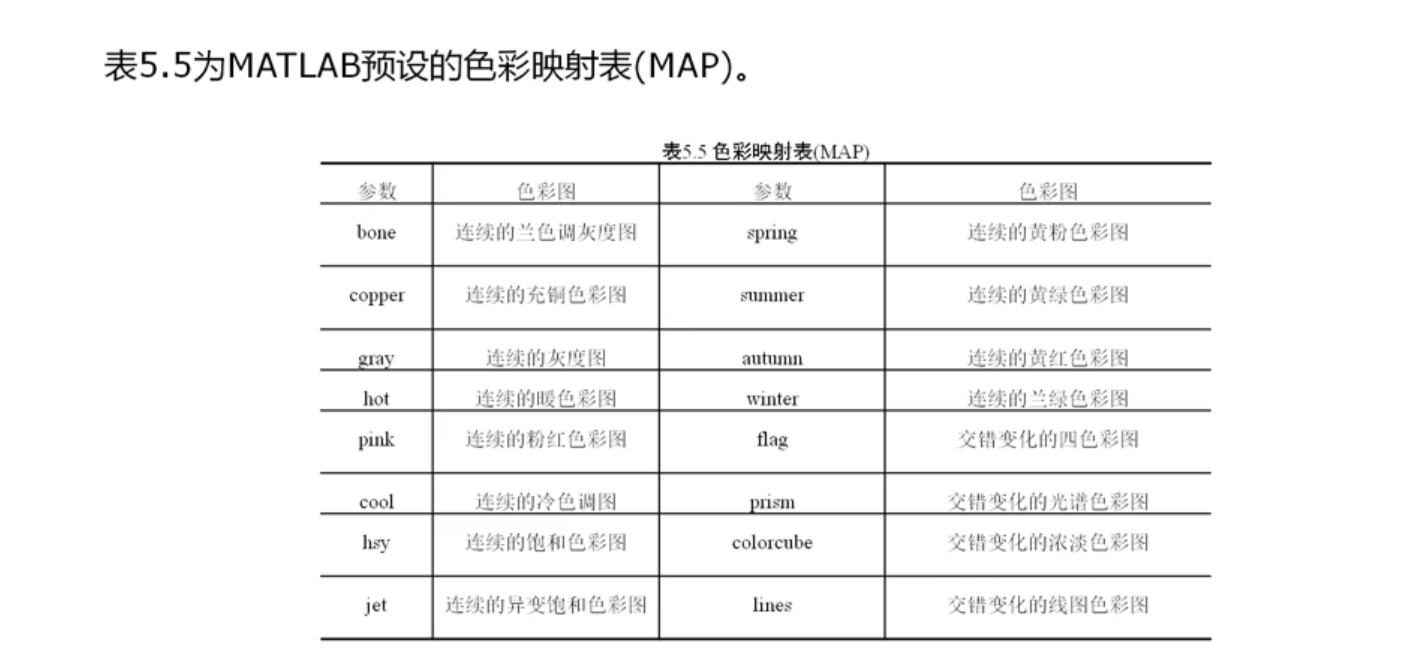 表5.5为MATLAB预设的色彩映射表(MAP)。
表5.5 色彩映射表(MAP)
参数 色彩图 参数 色彩图
bone 连续的兰色调灰度图 spring 连续的黄粉色彩图
copper 连续的充铜色彩图 summer 连续的黄绿色彩图
gray 连续的灰度图 autumn 连续的黄红色彩图
hot 连续的暖色彩图 winter 连续的兰绿色彩图
pink 连续的粉红色彩图 flag 交错变化的四色彩图
cool 连续的冷色调图 prism 交错变化的光谱色彩图
hsy 连续的饱和色彩图 colorcube 交错变化的浓淡色彩图
jet 连续的异变饱和色彩图 lines 交错变化的线图色彩图